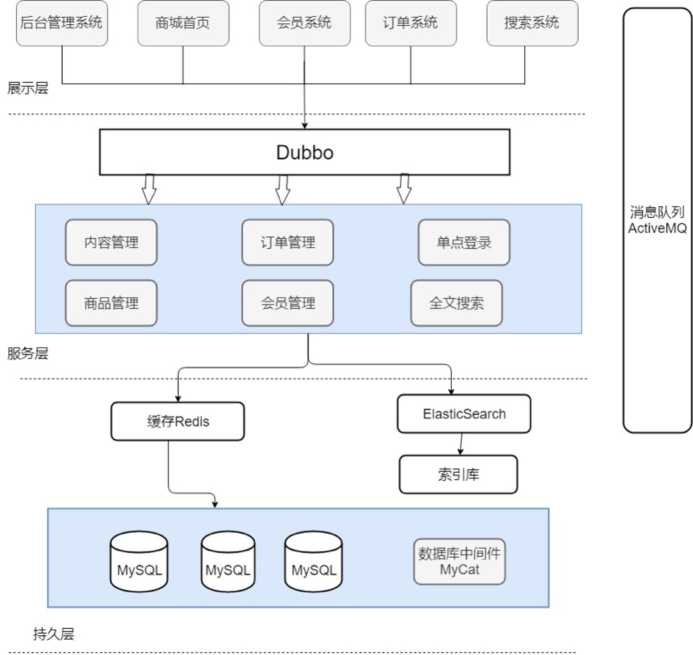 后台管理系统
商城首页
会员系统
订单系统
搜索系统
展示层
Dubbo
消息队列
ActiveMQ
内容管理
订单管理
单点登录
商品管理
会员管理
全文搜索
服务层
缓存Redis
ElasticSearch
索引库
MySQL
MySQL
MySQL
数据库中间件
MyCat
持久层